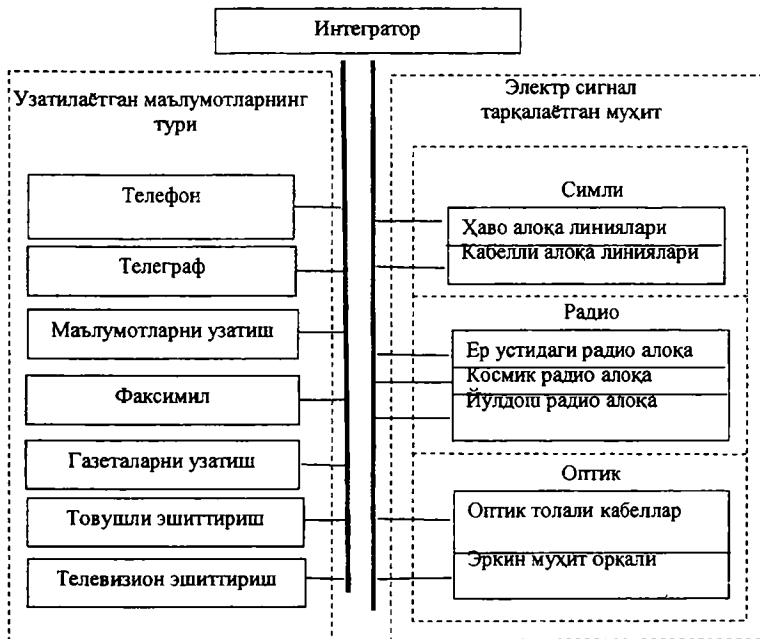 Интегратор
Узатилаётган маълумотларнинг
тури
Телефон
Телеграф
Маълумотларни узатиш
Факсимил
Газеталарни узатиш
Товушли эшиттириш
Телевизион эшиттириш
Электр сигнал
тарқалаётган муҳит
Симли
Ҳаво алоқа линиялари
Кабелли алоқа линиялари
Радио
Ер устидаги радио алоқа
Космик радио алоқа
Йўлдош радио алоқа
Оптик
Оптик толали кабеллар
Эркин муҳит орқали